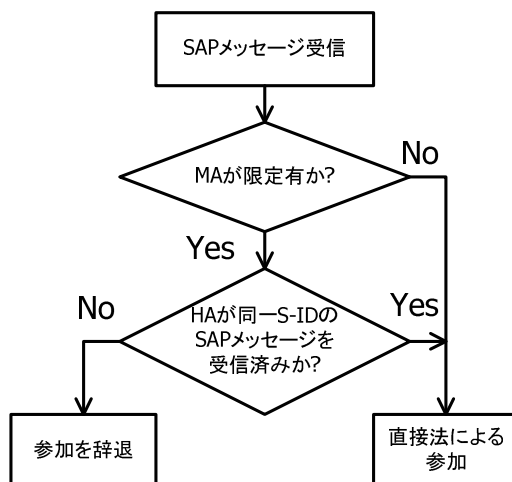 SAPメッセージ受信
MAが限定有か?
No
Yes
HAが同一S-IDの
SAPメッセージを
受信済みか?
No
Yes
参加を辞退
直接法による
参加